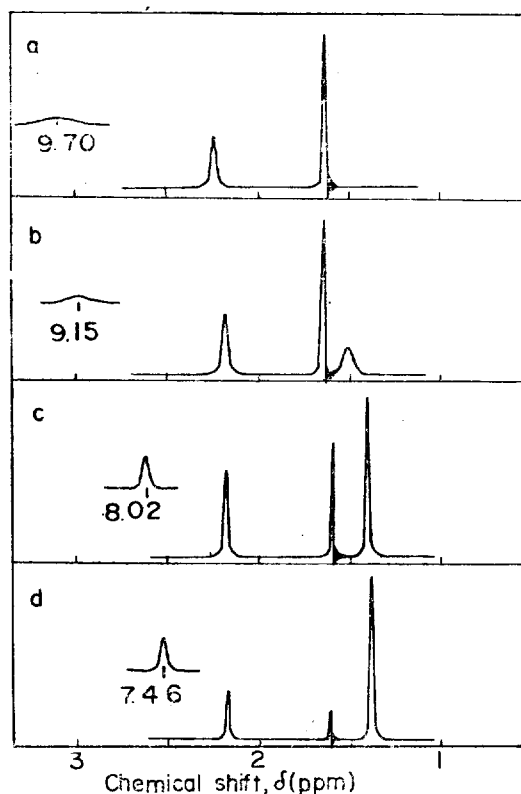 a
9.70
b
9.15
c
8.02
d
7.46
3 2 1
Chemical shift, δ(ppm)